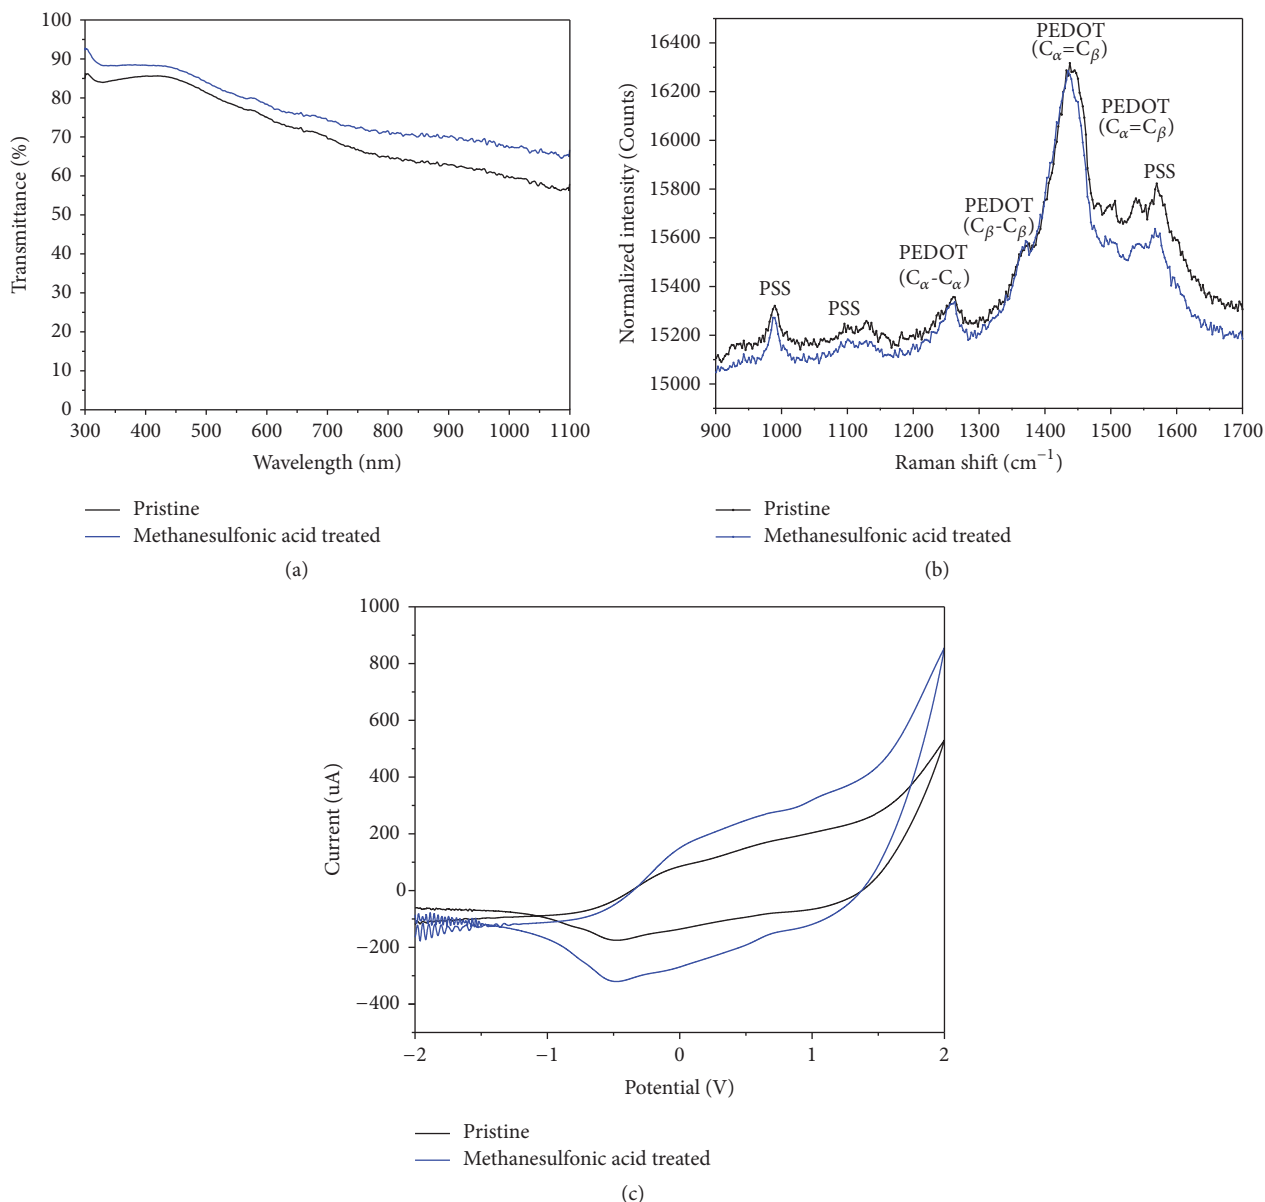 100
90
80
70
60
50
40
30
20
10
0
Transmittance (%)
300 400 500 600 700 800 900 1000 1100
Wavelength (nm)
Pristine
Methanesulfonic acid treated
(a)
16400
16200
16000
15800
15600
15400
15200
15000
Normalized intensity (Counts)
PEDOT
(Cα=Cβ)
PEDOT
(Cα=Cβ)
PSS
PEDOT
(Cβ-Cβ)
PEDOT
(Cα-Cα)
PSS
PSS
900 1000 1100 1200 1300 1400 1500 1600 1700
Raman shift (cm⁻¹)
Pristine
Methanesulfonic acid treated
(b)
1000
800
600
400
200
0
−200
−400
Current (uA)
−2 −1 0 1 2
Potential (V)
Pristine
Methanesulfonic acid treated
(c)